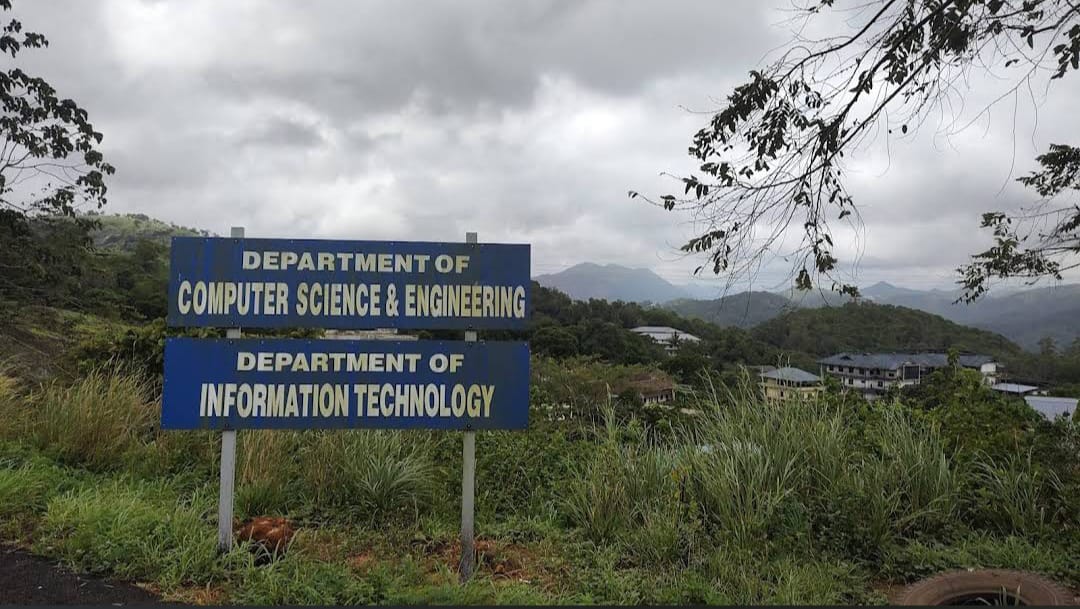 DEPARTMENT OF
COMPUTER SCIENCE & ENGINEERING
DEPARTMENT OF
INFORMATION TECHNOLOGY